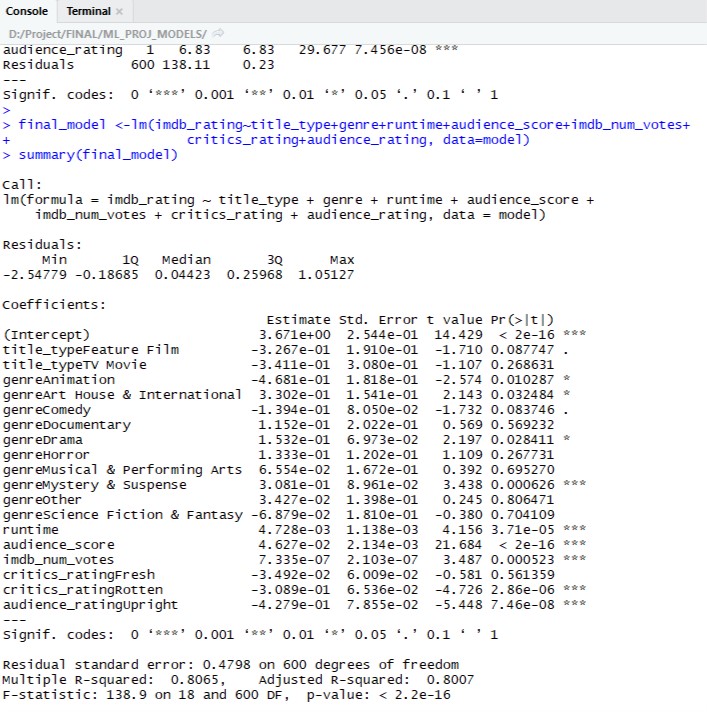 Console Terminal ×
D:/Project/FINAL/ML_PROJ_MODELS/
audience_rating 1 6.83 6.83 29.677 7.456e-08 ***
Residuals 600 138.11 0.23
---
Signif. codes: 0 ‘***’ 0.001 ‘**’ 0.01 ‘*’ 0.05 ‘.’ 0.1 ‘ ’ 1
>
> final_model <-lm(imdb_rating~title_type+genre+runtime+audience_score+imdb_num_votes+
+ critics_rating+audience_rating, data=model)
> summary(final_model)
Call:
lm(formula = imdb_rating ~ title_type + genre + runtime + audience_score +
imdb_num_votes + critics_rating + audience_rating, data = model)
Residuals:
Min 1Q Median 3Q Max
-2.54779 -0.18685 0.04423 0.25968 1.05127
Coefficients:
Estimate Std. Error t value Pr(>|t|)
(Intercept) 3.671e+00 2.544e-01 14.429 < 2e-16 ***
title_typeFeature Film -3.267e-01 1.910e-01 -1.710 0.087747 .
title_typeTV Movie -3.411e-01 3.080e-01 -1.107 0.268631
genreAnimation -4.681e-01 1.818e-01 -2.574 0.010287 *
genreArt House & International 3.302e-01 1.541e-01 2.143 0.032484 *
genreComedy -1.394e-01 8.050e-02 -1.732 0.083746 .
genreDocumentary 1.152e-01 2.022e-01 0.569 0.569232
genreDrama 1.532e-01 6.973e-02 2.197 0.028411 *
genreHorror 1.333e-01 1.202e-01 1.109 0.267731
genreMusical & Performing Arts 6.554e-02 1.672e-01 0.392 0.695270
genreMystery & Suspense 3.081e-01 8.961e-02 3.438 0.000626 ***
genreOther 3.427e-02 1.398e-01 0.245 0.806471
genreScience Fiction & Fantasy -6.879e-02 1.810e-01 -0.380 0.704109
runtime 4.728e-03 1.138e-03 4.156 3.71e-05 ***
audience_score 4.627e-02 2.134e-03 21.684 < 2e-16 ***
imdb_num_votes 7.335e-07 2.103e-07 3.487 0.000523 ***
critics_ratingFresh -3.492e-02 6.009e-02 -0.581 0.561359
critics_ratingRotten -3.089e-01 6.536e-02 -4.726 2.86e-06 ***
audience_ratingUpright -4.279e-01 7.855e-02 -5.448 7.46e-08 ***
---
Signif. codes: 0 ‘***’ 0.001 ‘**’ 0.01 ‘*’ 0.05 ‘.’ 0.1 ‘ ’ 1
Residual standard error: 0.4798 on 600 degrees of freedom
Multiple R-squared: 0.8065, Adjusted R-squared: 0.8007
F-statistic: 138.9 on 18 and 600 DF, p-value: < 2.2e-16